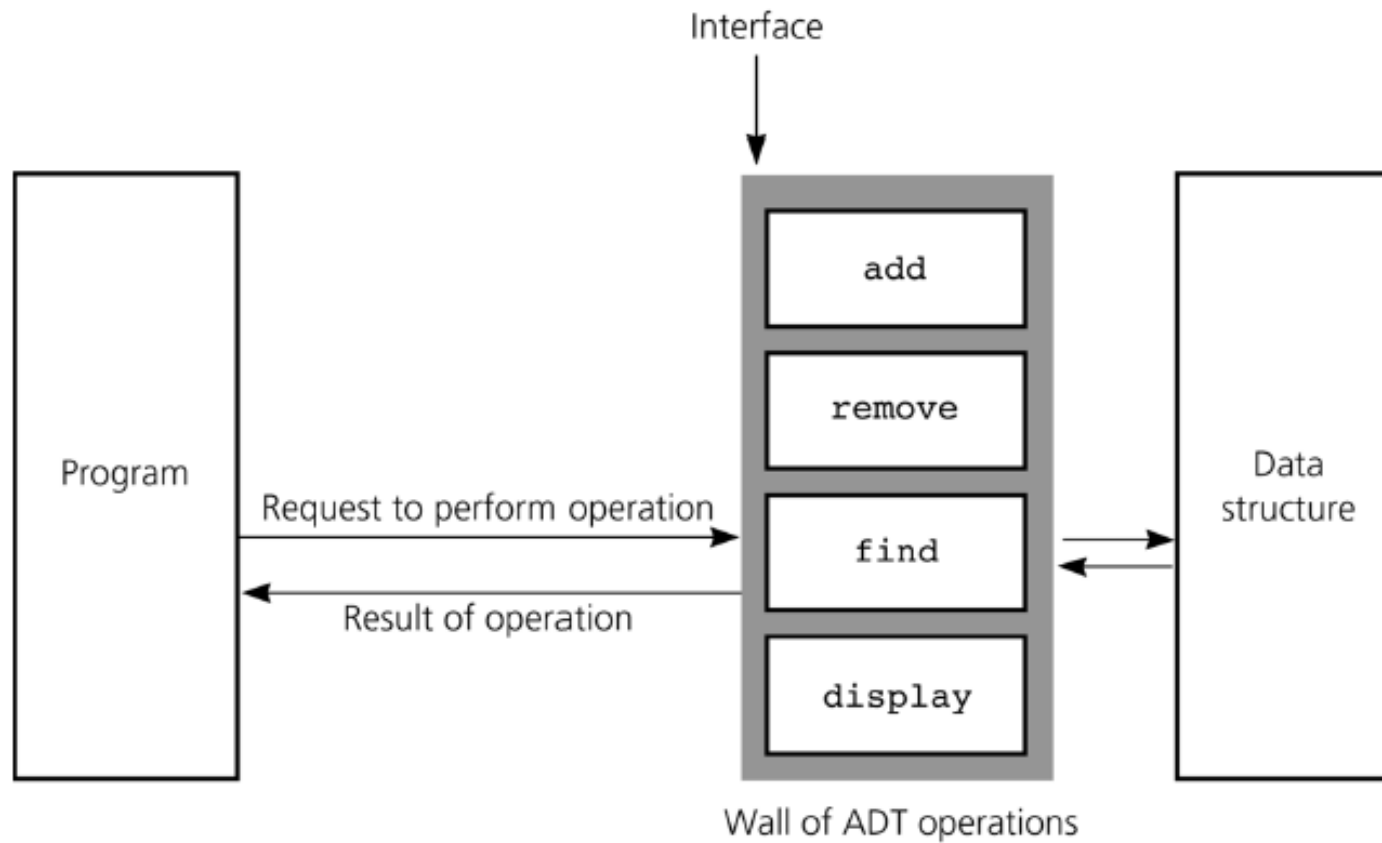 Interface
add
remove
Program
Data
structure
Request to perform operation
find
Result of operation
display
Wall of ADT operations